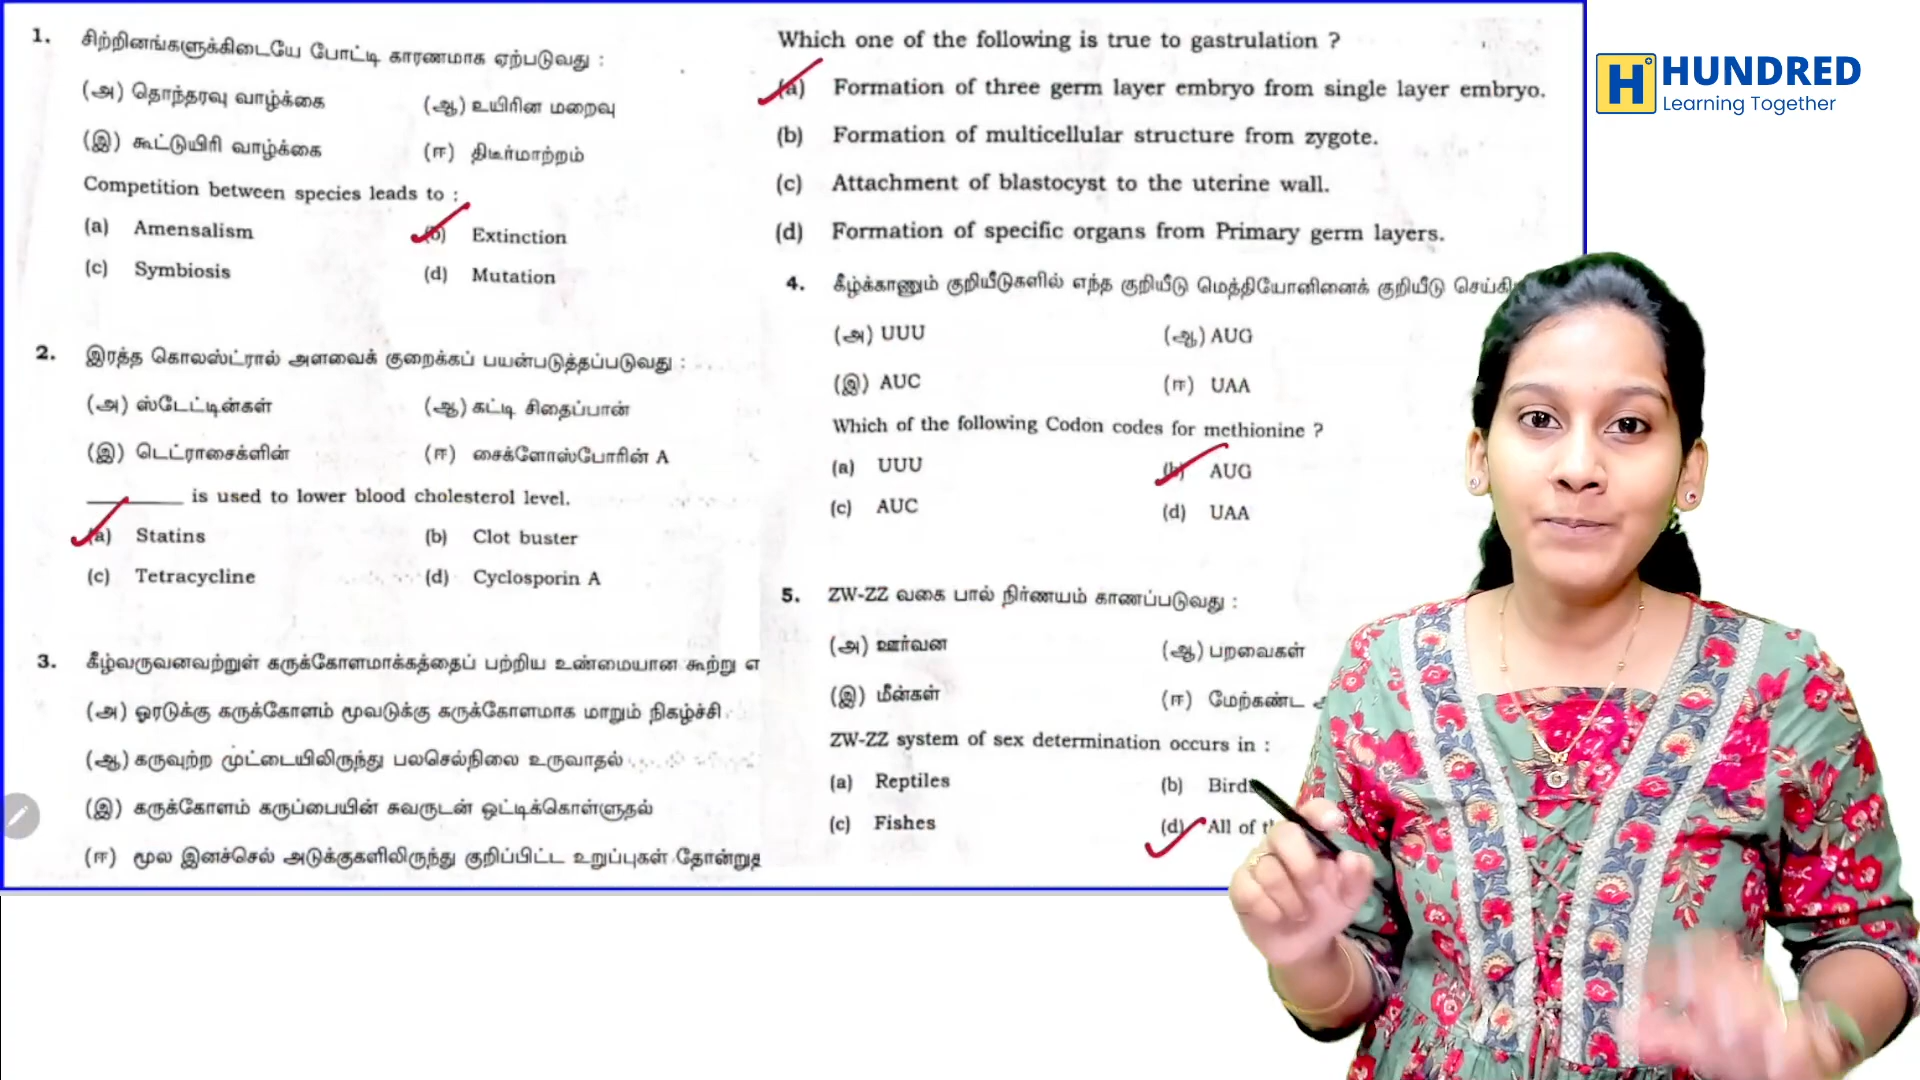 1. சிற்றினங்களுக்கிடையே போட்டி காரணமாக ஏற்படுவது :
(அ) தொந்தரவு வாழ்க்கை (ஆ) உயிரின மறைவு
(இ) கூட்டுயிரி வாழ்க்கை (ஈ) திடீர்மாற்றம்
Competition between species leads to :
(a) Amensalism (b) Extinction
(c) Symbiosis (d) Mutation
2. இரத்த கொலஸ்ட்ரால் அளவைக் குறைக்கப் பயன்படுத்தப்படுவது :
(அ) ஸ்டேட்டின்கள் (ஆ) கட்டி சிதைப்பான்
(இ) டெட்ராசைக்ளின் (ஈ) சைக்ளோஸ்போரின் A
________ is used to lower blood cholesterol level.
(a) Statins (b) Clot buster
(c) Tetracycline (d) Cyclosporin A
3. கீழ்வருவனவற்றுள் கருக்கோளமாக்கத்தைப் பற்றிய உண்மையான கூற்று எ
(அ) ஓரடுக்கு கருக்கோளம் மூவடுக்கு கருக்கோளமாக மாறும் நிகழ்ச்சி
(ஆ) கருவுற்ற முட்டையிலிருந்து பலசெல்நிலை உருவாதல்
(இ) கருக்கோளம் கருப்பையின் சுவருடன் ஒட்டிக்கொள்ளுதல்
(ஈ) மூல இனச்செல் அடுக்குகளிலிருந்து குறிப்பிட்ட உறுப்புகள் தோன்றுத
Which one of the following is true to gastrulation ?
(a) Formation of three germ layer embryo from single layer embryo.
(b) Formation of multicellular structure from zygote.
(c) Attachment of blastocyst to the uterine wall.
(d) Formation of specific organs from Primary germ layers.
4. கீழ்க்காணும் குறியீடுகளில் எந்த குறியீடு மெத்தியோனினைக் குறியீடு செய்கி
(அ) UUU (ஆ) AUG
(இ) AUC (ஈ) UAA
Which of the following Codon codes for methionine ?
(a) UUU (b) AUG
(c) AUC (d) UAA
5. ZW-ZZ வகை பால் நிர்ணயம் காணப்படுவது :
(அ) ஊர்வன (ஆ) பறவைகள்
(இ) மீன்கள் (ஈ) மேற்கண்ட
ZW-ZZ system of sex determination occurs in :
(a) Reptiles (b) Birds
(c) Fishes (d) All of
H HUNDRED
Learning Together